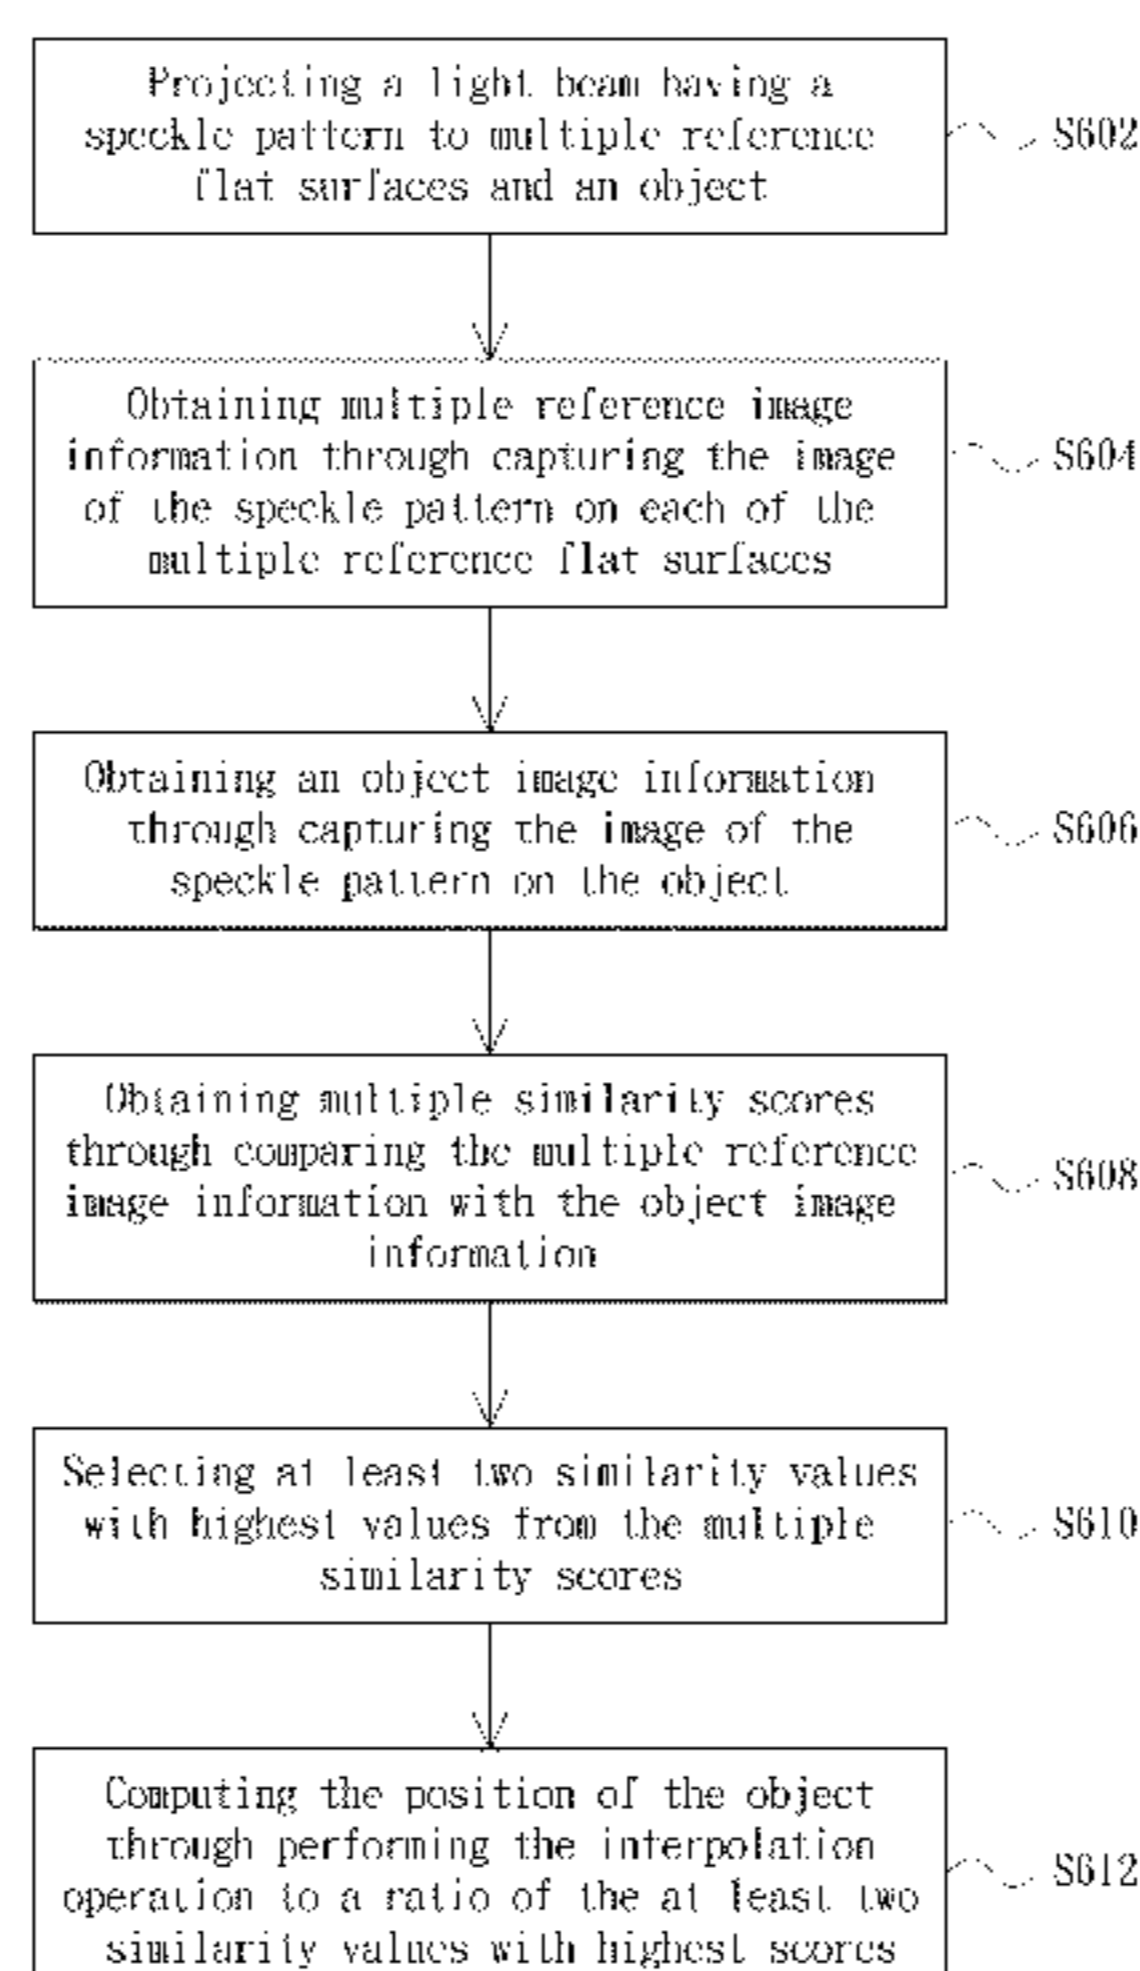 Projecting a light beam having a
speckle pattern to multiple reference
flat surfaces and an object
S602
Obtaining multiple reference image
information through capturing the image
of the speckle pattern on each of the
multiple reference flat surfaces
S604
Obtaining an object image information
through capturing the image of the
speckle pattern on the object
S606
Obtaining multiple similarity scores
through comparing the multiple reference
image information with the object image
information
S608
Selecting at least two similarity values
with highest values from the multiple
similarity scores
S610
Computing the position of the object
through performing the interpolation
operation to a ratio of the at least two
similarity values with highest scores
S612